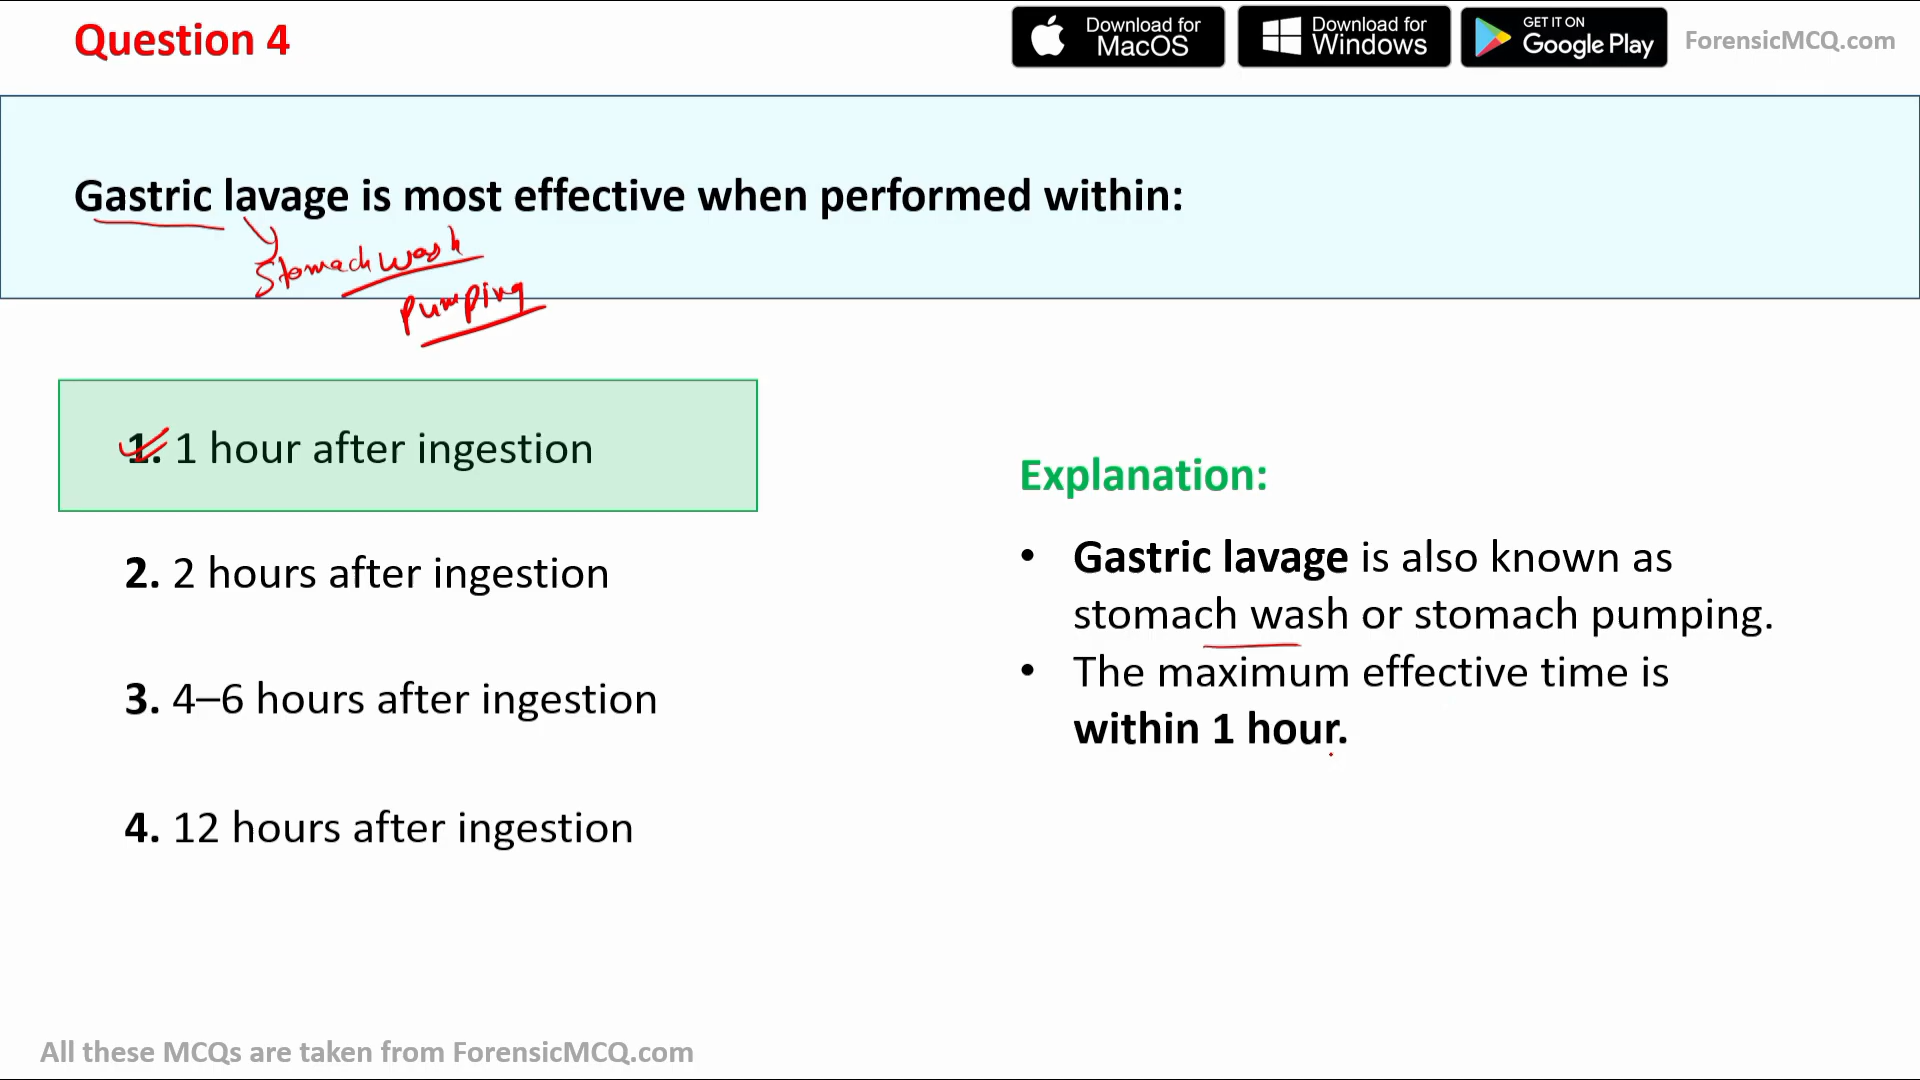 Question 4
Download for
MacOS
Download for
Windows
GET IT ON
Google Play
ForensicMCQ.com
Gastric lavage is most effective when performed within:
Stomach wash
Pumping
1. 1 hour after ingestion
2. 2 hours after ingestion
3. 4–6 hours after ingestion
4. 12 hours after ingestion
Explanation:
• Gastric lavage is also known as
stomach wash or stomach pumping.
• The maximum effective time is
within 1 hour.
All these MCQs are taken from ForensicMCQ.com